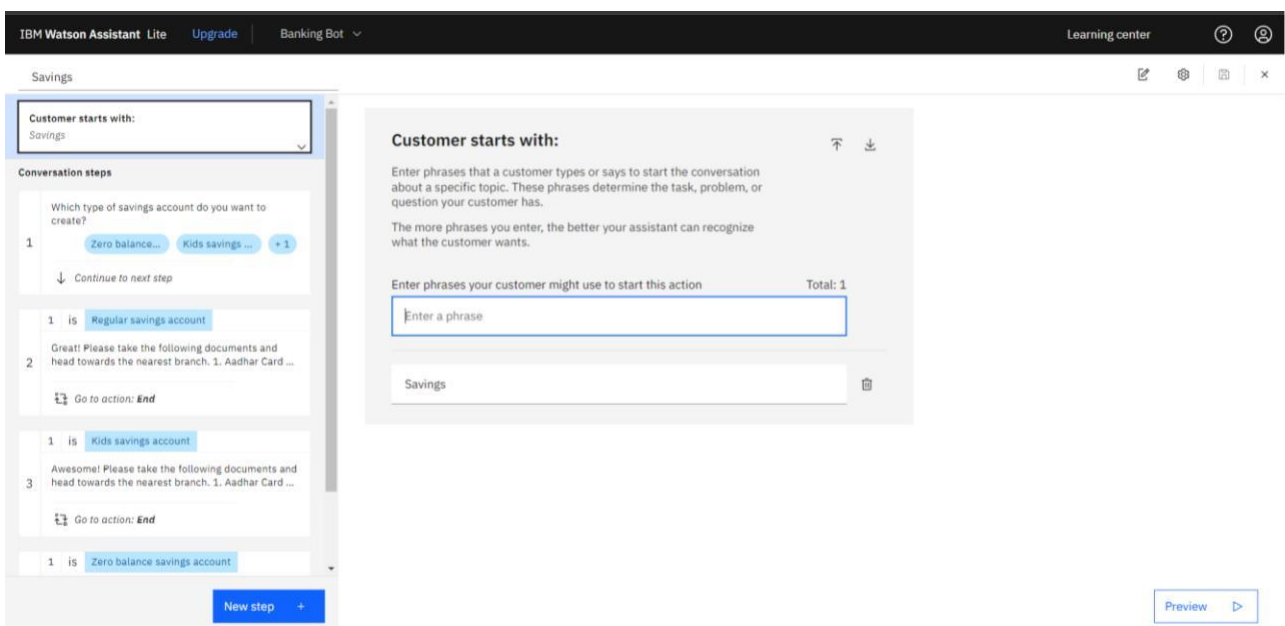 IBM Watson Assistant Lite Upgrade Banking Bot Learning center
Savings
Customer starts with:
Savings
Conversation steps
1
Which type of savings account do you want to
create?
Zero balance... Kids savings ... + 1
Continue to next step
2
1 is Regular savings account
Great! Please take the following documents and
head towards the nearest branch. 1. Aadhar Card ...
Go to action: End
3
1 is Kids savings account
Awesome! Please take the following documents and
head towards the nearest branch. 1. Aadhar Card ...
Go to action: End
1 is Zero balance savings account
New step +
Customer starts with:
Enter phrases that a customer types or says to start the conversation
about a specific topic. These phrases determine the task, problem, or
question your customer has.
The more phrases you enter, the better your assistant can recognize
what the customer wants.
Enter phrases your customer might use to start this action Total: 1
Enter a phrase
Savings
Preview